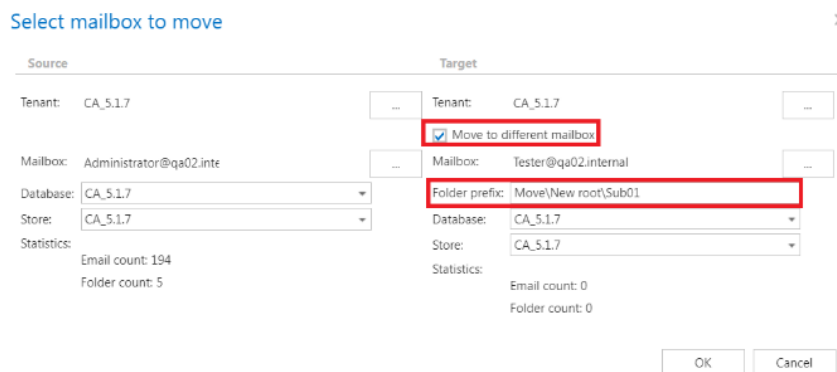 Select mailbox to move
Source
Target
Tenant: CA_5.1.7 ...
Tenant: CA_5.1.7 ...
Move to different mailbox
Mailbox: Administrator@qa02.inte ...
Mailbox: Tester@qa02.internal ...
Database: CA_5.1.7
Folder prefix: Move\New root\Sub01
Store: CA_5.1.7
Database: CA_5.1.7
Statistics:
Store: CA_5.1.7
Email count: 194
Statistics:
Folder count: 5
Email count: 0
Folder count: 0
OK
Cancel